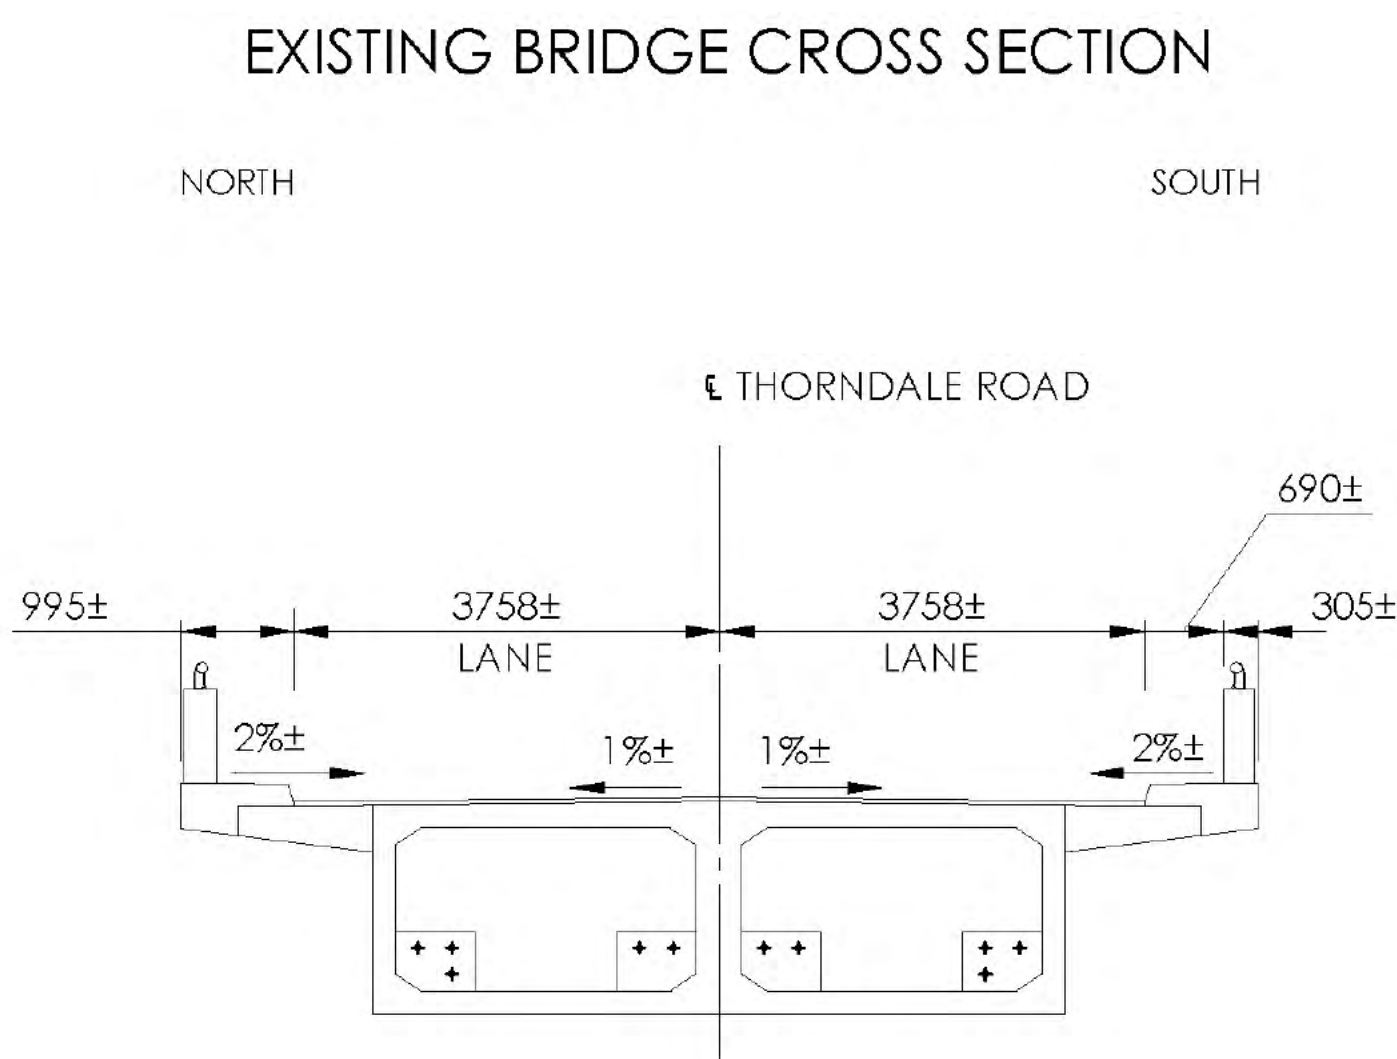 EXISTING BRIDGE CROSS SECTION
NORTH
SOUTH
℄ THORNDALE ROAD
690±
995±
3758±
3758±
305±
LANE
LANE
2%±
1%±
1%±
2%±